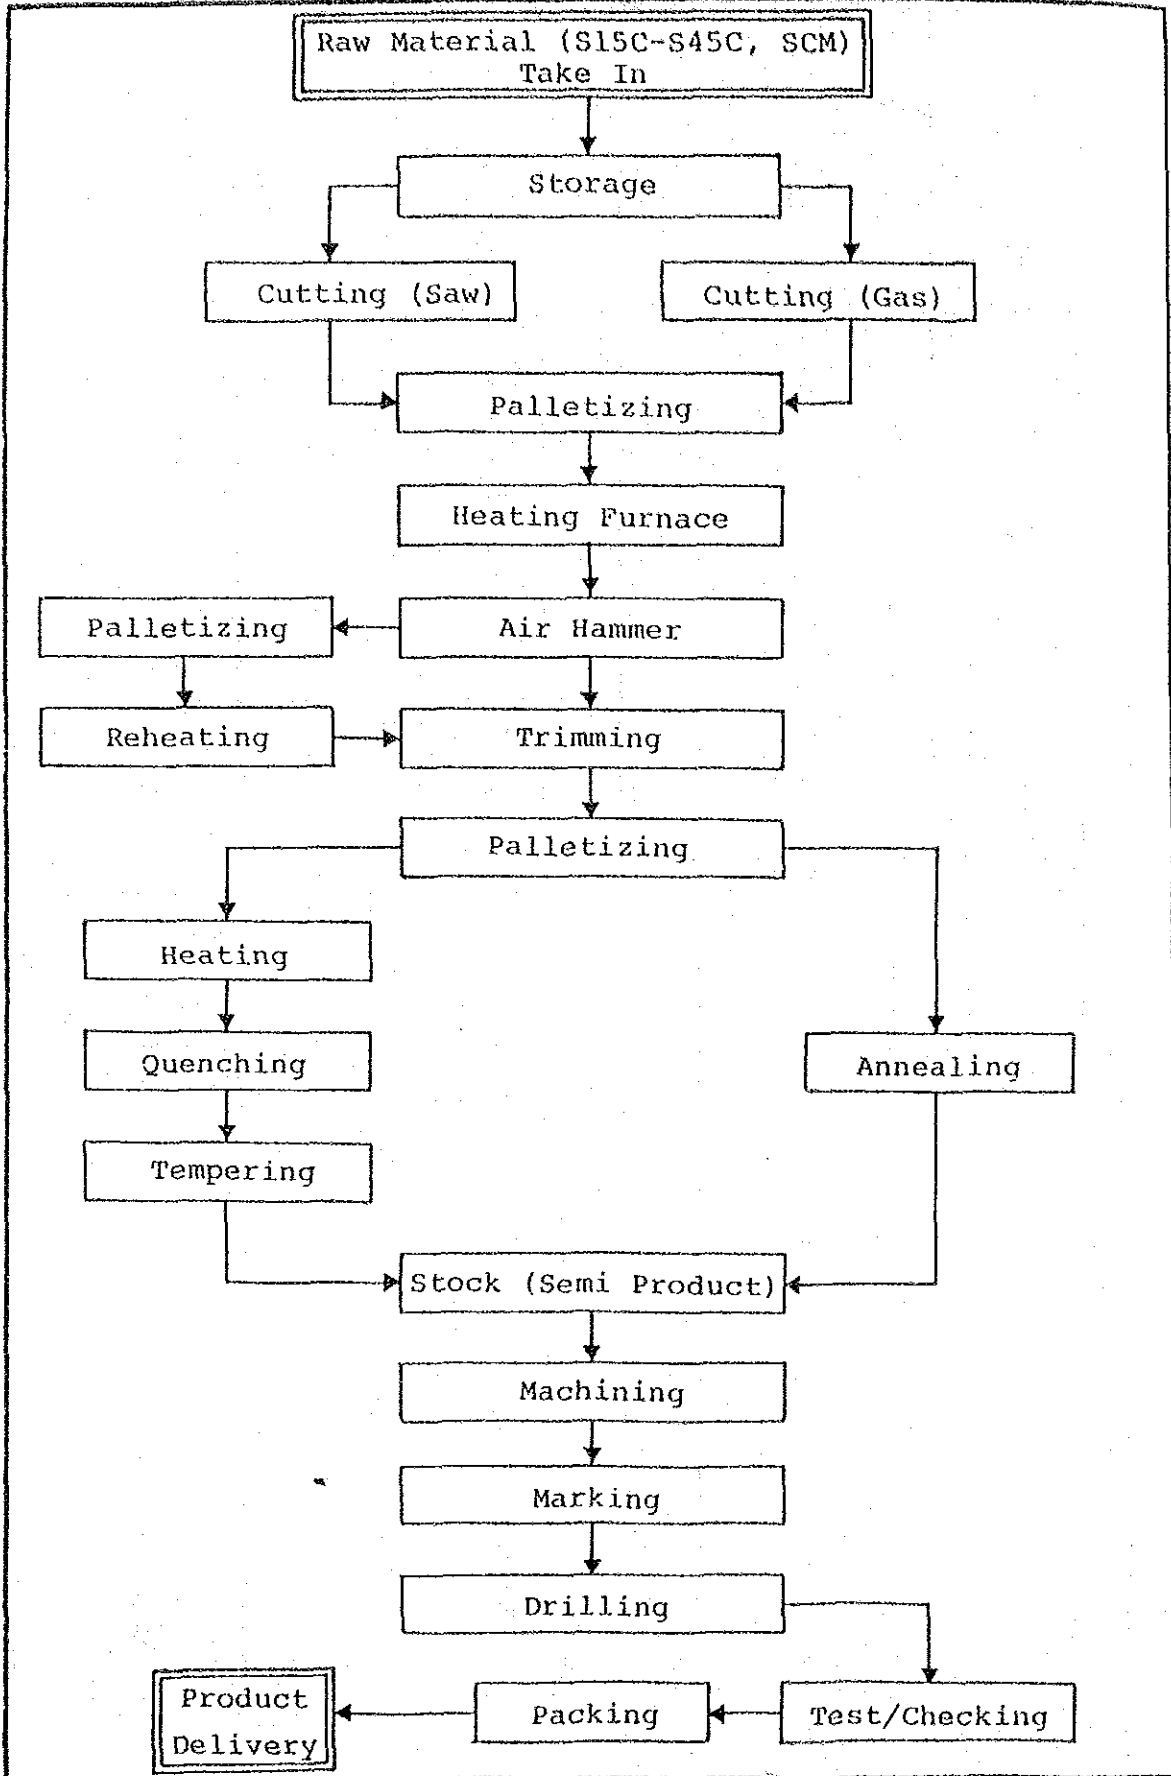 Raw Material (S15C-S45C, SCM)
Take In
Storage
Cutting (Saw)
Cutting (Gas)
Palletizing
Heating Furnace
Palletizing
Air Hammer
Reheating
Trimming
Palletizing
Heating
Quenching
Annealing
Tempering
Stock (Semi Product)
Machining
Marking
Drilling
Product
Delivery
Packing
Test/Checking